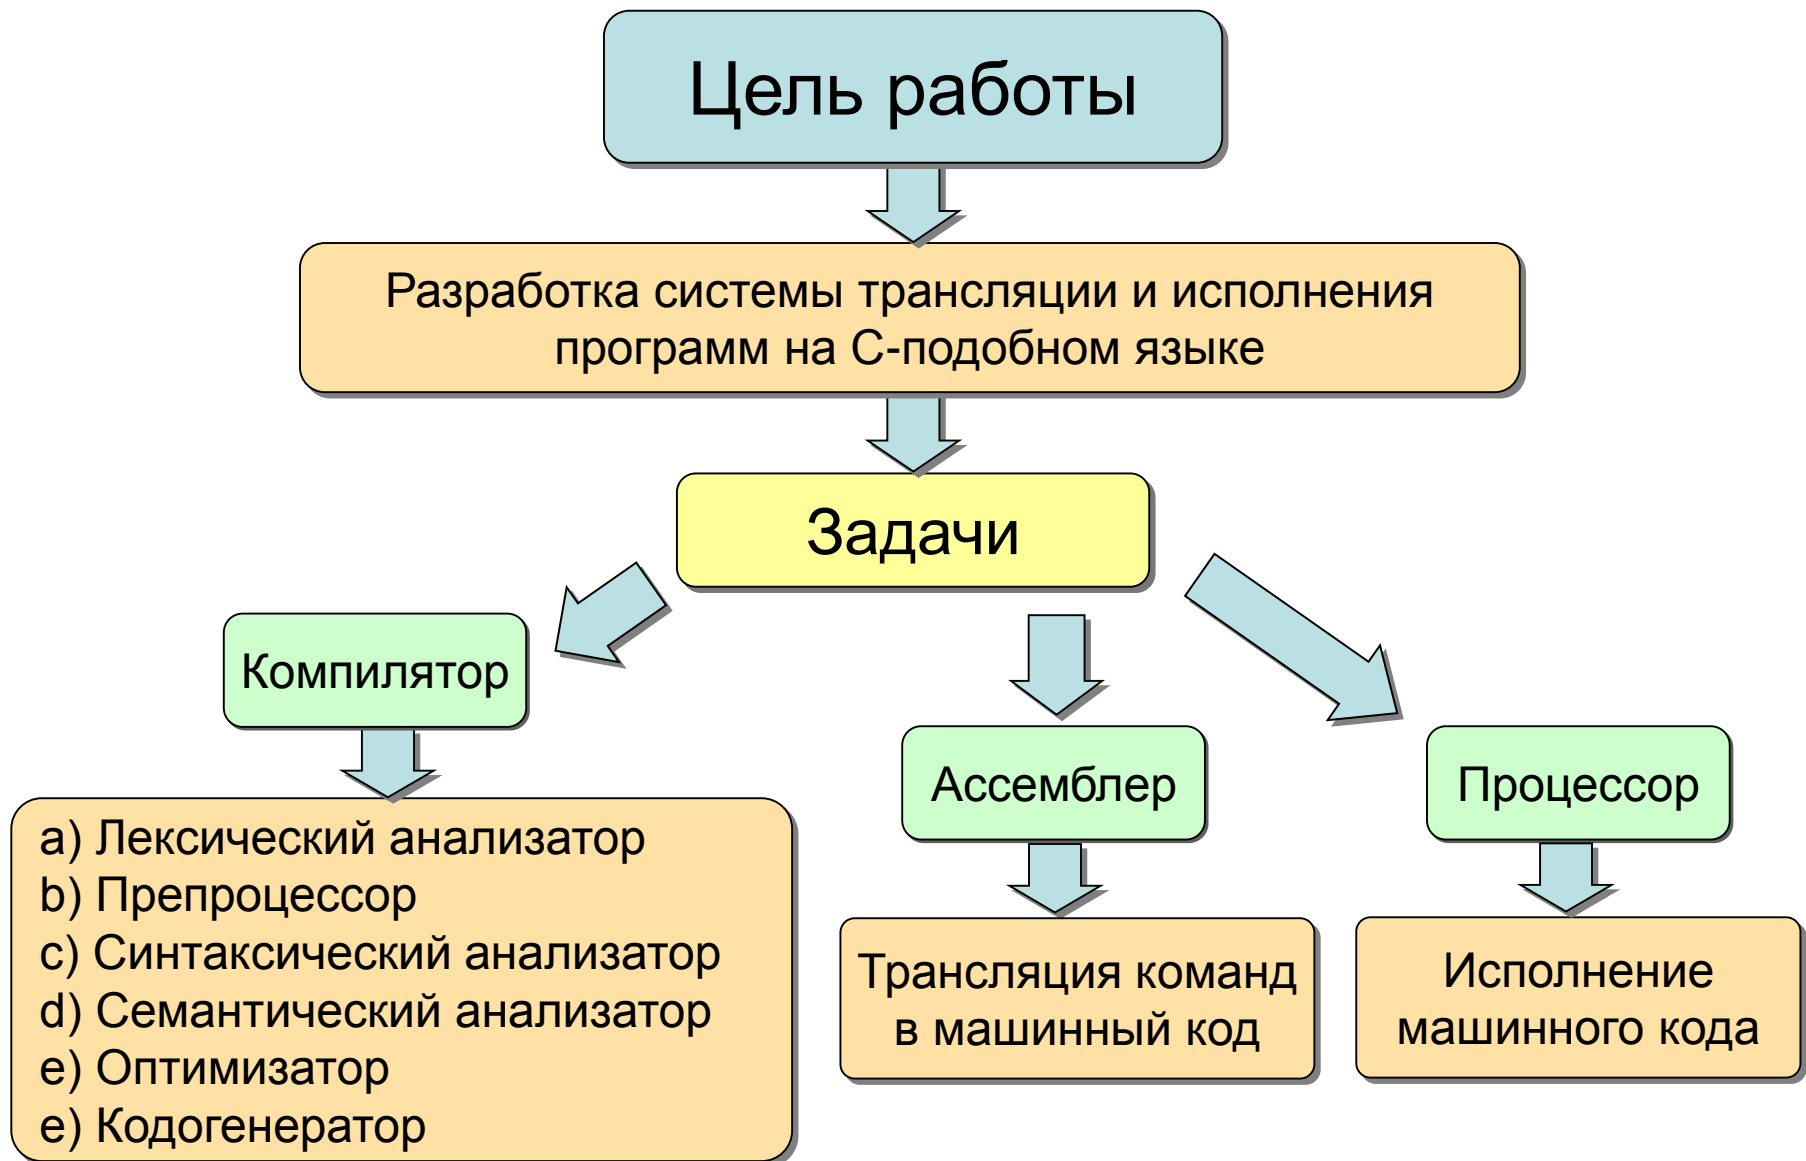 Цель работы
Разработка системы трансляции и исполнения
программ на С-подобном языке
Задачи
Компилятор
Ассемблер
Процессор
a) Лексический анализатор
b) Препроцессор
c) Синтаксический анализатор
d) Семантический анализатор
e) Оптимизатор
e) Кодогенератор
Трансляция команд
в машинный код
Исполнение
машинного кода